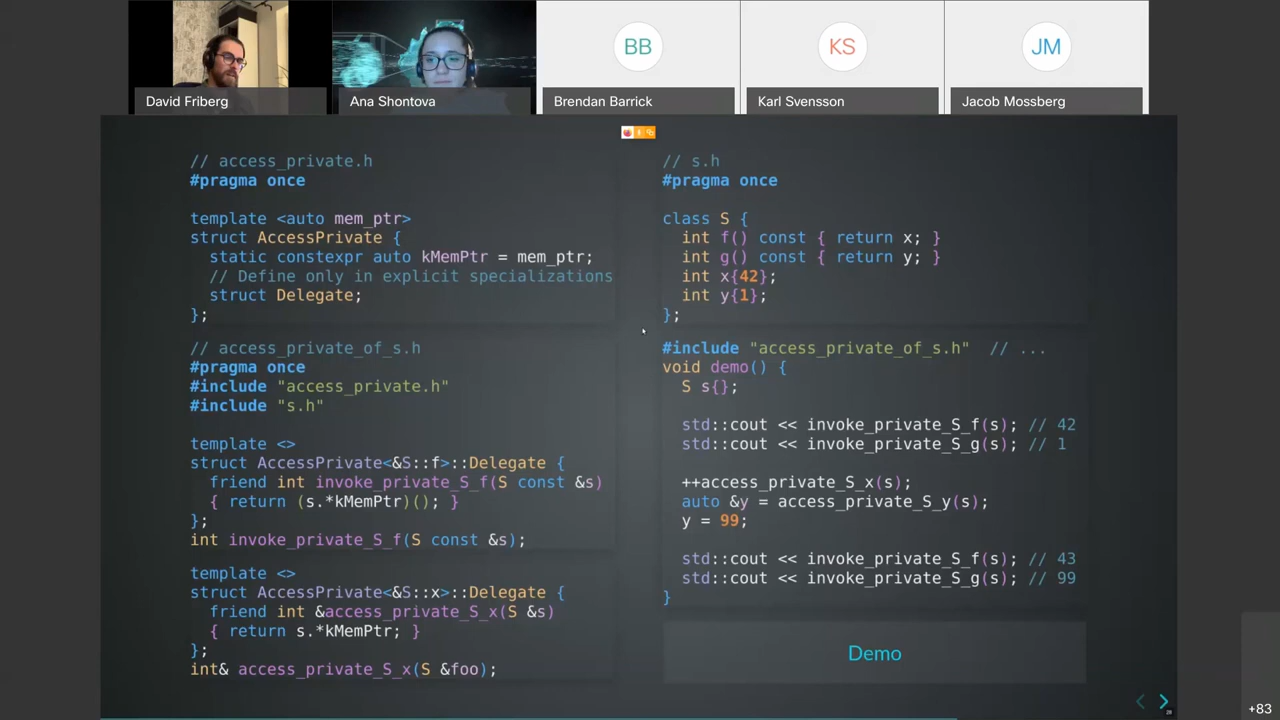 David Friberg
Ana Shontova
BB
Brendan Barrick
KS
Karl Svensson
JM
Jacob Mossberg
// access_private.h
#pragma once
template <auto mem_ptr>
struct AccessPrivate {
static constexpr auto kMemPtr = mem_ptr;
// Define only in explicit specializations
struct Delegate;
};
// access_private_of_s.h
#pragma once
#include "access_private.h"
#include "s.h"
template <>
struct AccessPrivate<&S::f>::Delegate {
friend int invoke_private_S_f(S const &s)
{ return (s.*kMemPtr)(); }
};
int invoke_private_S_f(S const &s);
template <>
struct AccessPrivate<&S::x>::Delegate {
friend int &access_private_S_x(S &s)
{ return s.*kMemPtr; }
};
int& access_private_S_x(S &foo);
// s.h
#pragma once
class S {
int f() const { return x; }
int g() const { return y; }
int x{42};
int y{1};
};
#include "access_private_of_s.h" // ...
void demo() {
S s{};
std::cout << invoke_private_S_f(s); // 42
std::cout << invoke_private_S_g(s); // 1
++access_private_S_x(s);
auto &y = access_private_S_y(s);
y = 99;
std::cout << invoke_private_S_f(s); // 43
std::cout << invoke_private_S_g(s); // 99
}
Demo
+83